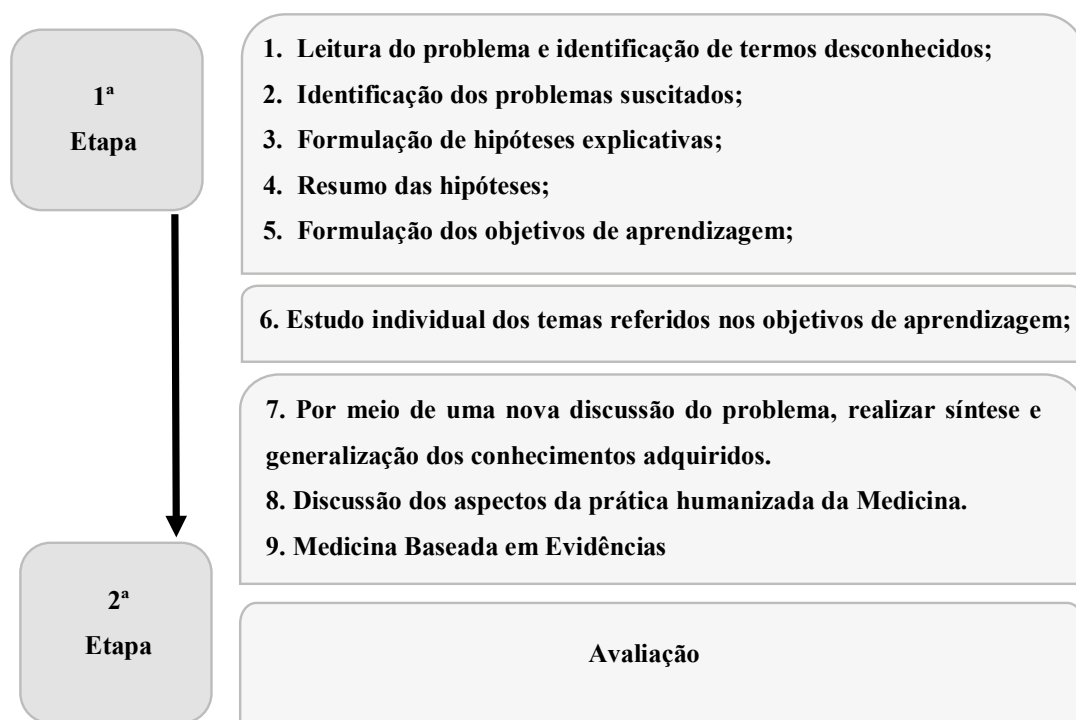 1ª
Etapa
1. Leitura do problema e identificação de termos desconhecidos;
2. Identificação dos problemas suscitados;
3. Formulação de hipóteses explicativas;
4. Resumo das hipóteses;
5. Formulação dos objetivos de aprendizagem;
6. Estudo individual dos temas referidos nos objetivos de aprendizagem;
7. Por meio de uma nova discussão do problema, realizar síntese e
generalização dos conhecimentos adquiridos.
8. Discussão dos aspectos da prática humanizada da Medicina.
9. Medicina Baseada em Evidências
2ª
Etapa
Avaliação